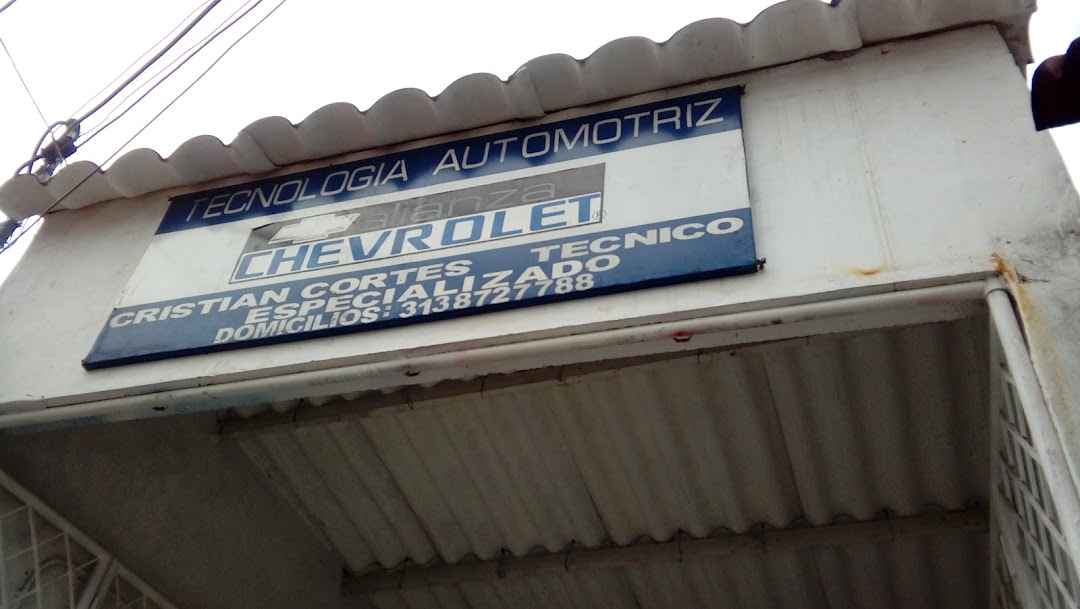 TECNOLOGIA AUTOMOTRIZ
alianza
CHEVROLET®
CRISTIAN CORTES TECNICO
ESPECIALIZADO
DOMICILIOS: 3138727788